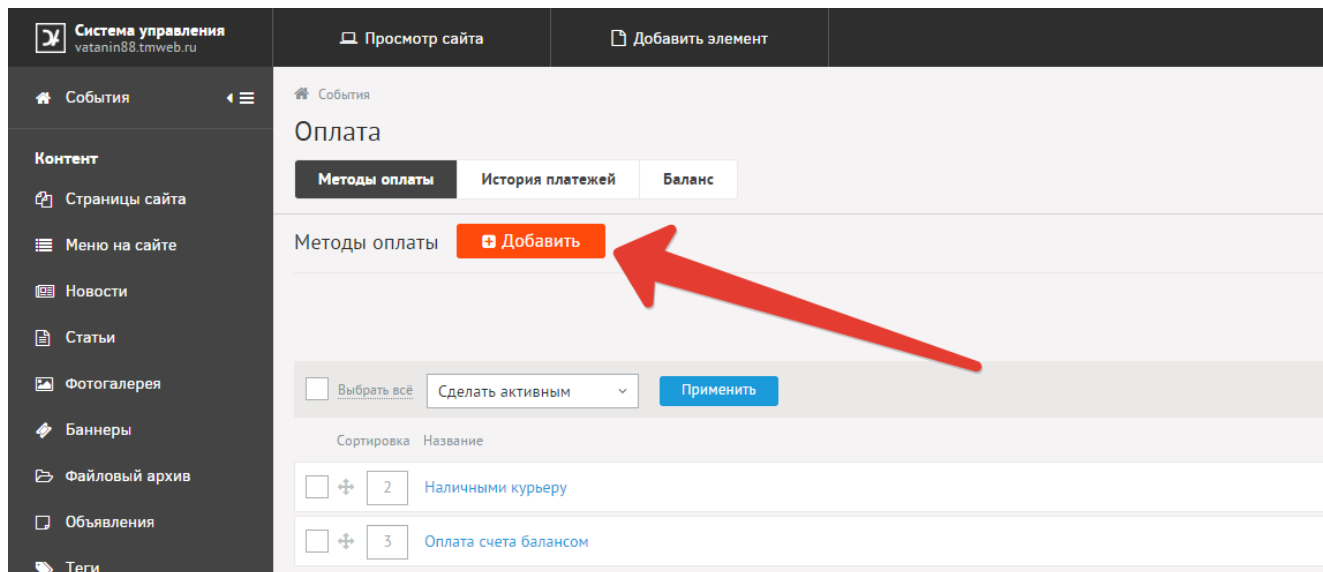 Система управления
vatanin88.tmweb.ru
Просмотр сайта
Добавить элемент
События
Контент
Страницы сайта
Меню на сайте
Новости
Статьи
Фотогалерея
Баннеры
Файловый архив
Объявления
Теги
События
Оплата
Методы оплаты История платежей Баланс
Методы оплаты Добавить
Выбрать всё Сделать активным Применить
Сортировка Название
2 Наличными курьеру
3 Оплата счета балансом